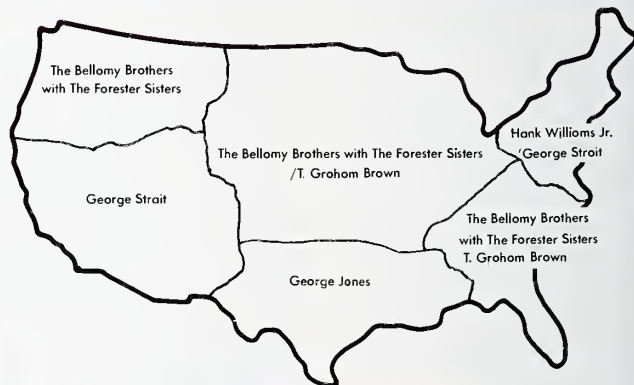 The Bellomy Brothers
with The Forester Sisters
Hank Willioms Jr.
/George Stroit
The Bellomy Brothers with The Forester Sisters
/T. Grohom Brown
George Strait
The Bellomy Brothers
with The Forester Sisters
T. Grohom Brown
George Jones